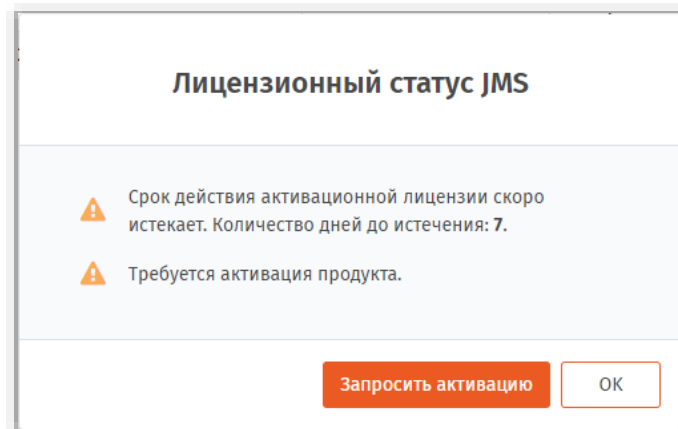 Лицензионный статус JMS
Срок действия активационной лицензии скоро
истекает. Количество дней до истечения: 7.
Требуется активация продукта.
Запросить активацию
OK